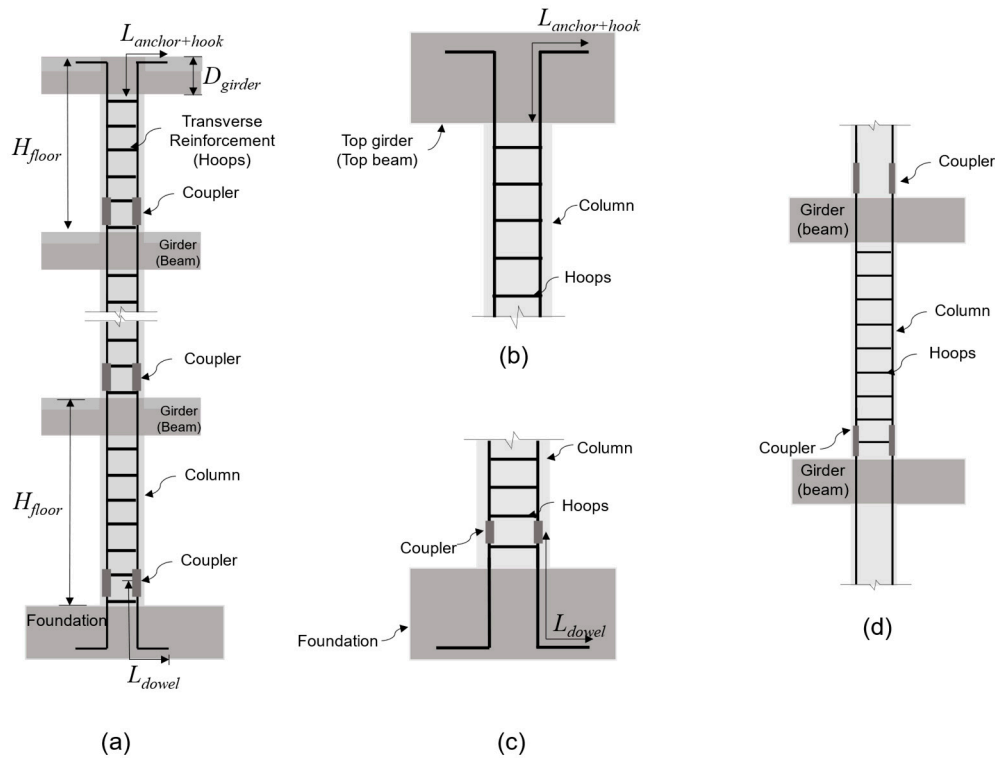 L_anchor+hook
D_girder
Transverse
Reinforcement
(Hoops)
H_floor
Coupler
Girder
(Beam)
Coupler
Girder
(Beam)
Column
H_floor
Coupler
Foundation
L_dowel
(a)
L_anchor+hook
Top girder
(Top beam)
Column
Hoops
(b)
Column
Hoops
Coupler
Foundation
L_dowel
(c)
Coupler
Girder
(beam)
Column
Hoops
Coupler
Girder
(beam)
(d)